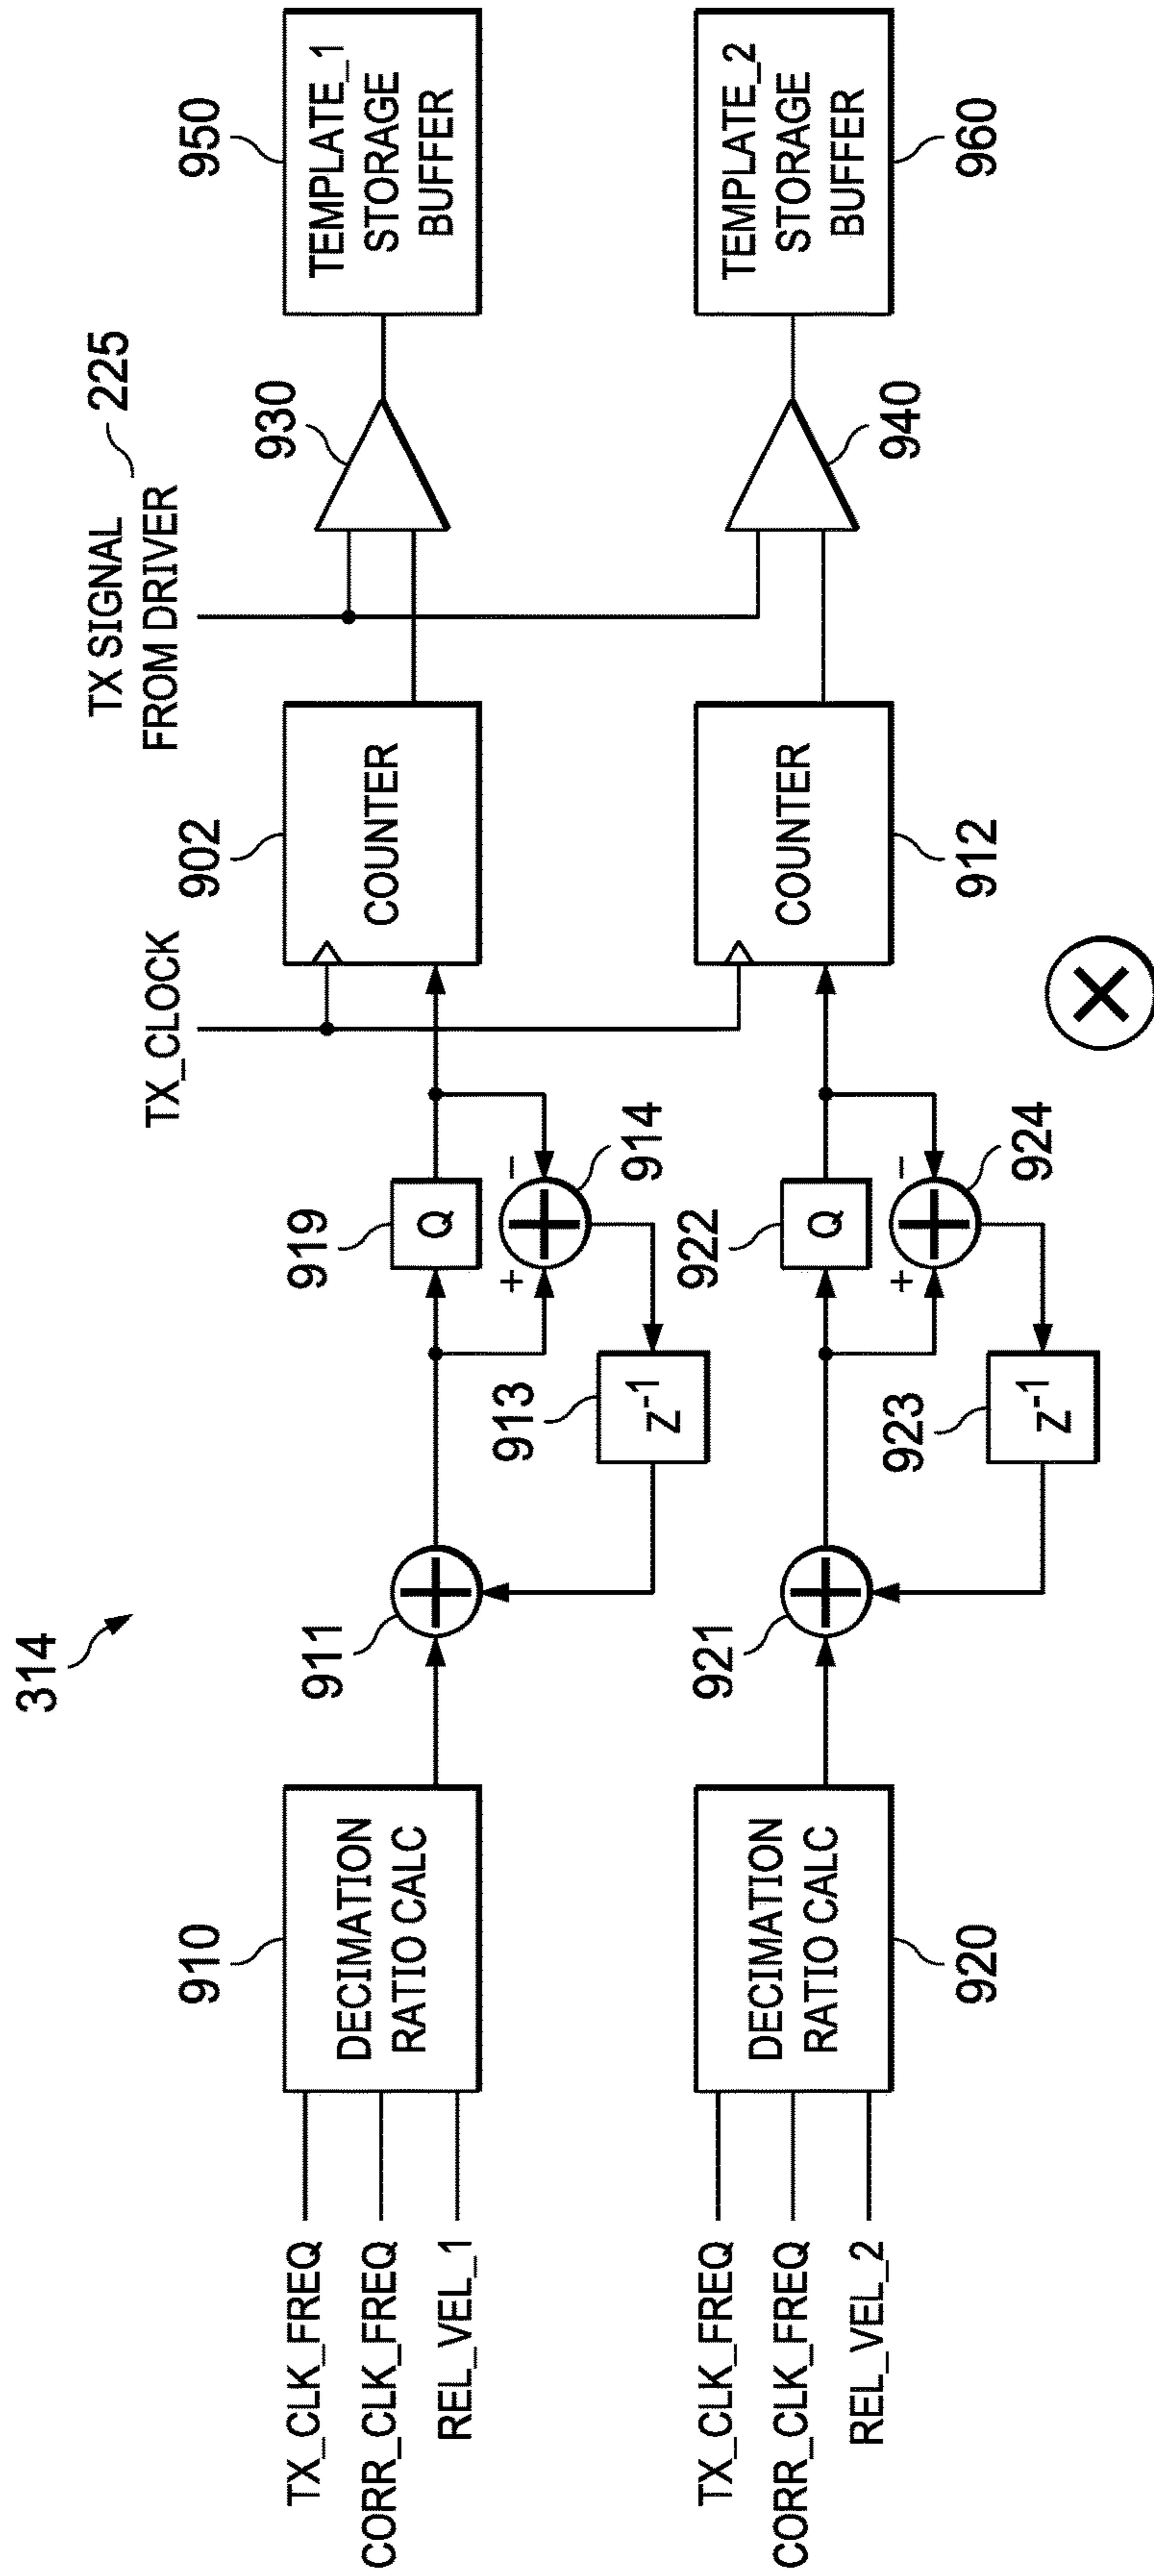 314
TX_CLK_FREQ
CORR_CLK_FREQ
REL_VEL_1
910
DECIMATION
RATIO CALC
911
919
Q
+
−
914
913
z⁻¹
TX_CLOCK
902
COUNTER
TX SIGNAL
FROM DRIVER
225
930
950
TEMPLATE_1
STORAGE
BUFFER
TX_CLK_FREQ
CORR_CLK_FREQ
REL_VEL_2
920
DECIMATION
RATIO CALC
921
922
Q
+
−
924
923
z⁻¹
912
COUNTER
940
960
TEMPLATE_2
STORAGE
BUFFER